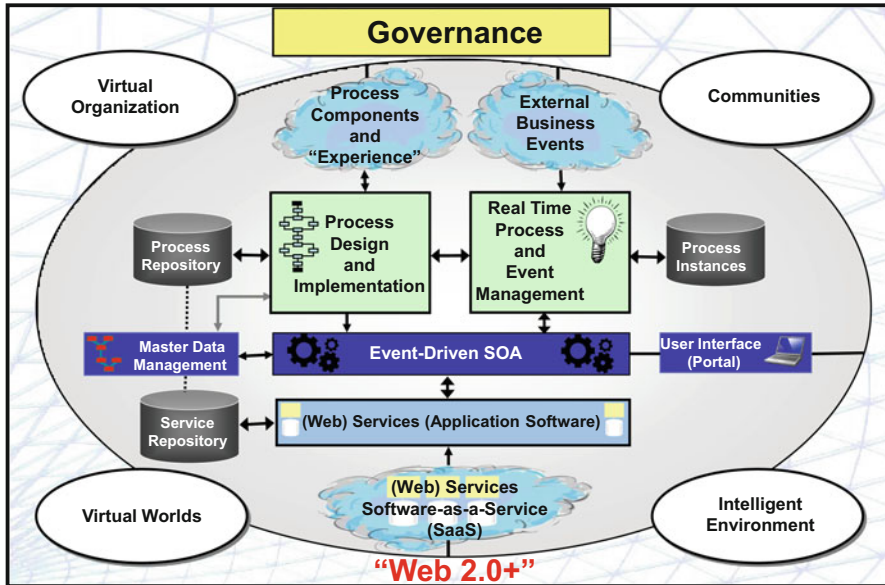 Governance
Virtual
Organization
Process
Components
and
“Experience”
External
Business
Events
Communities
Process
Repository
Process
Design
and
Implementation
Real Time
Process
and
Event
Management
Process
Instances
Master Data
Management
Event-Driven SOA
User Interface
(Portal)
Service
Repository
(Web) Services (Application Software)
Virtual Worlds
(Web) Services
Software-as-a-Service
(SaaS)
Intelligent
Environment
“Web 2.0+”